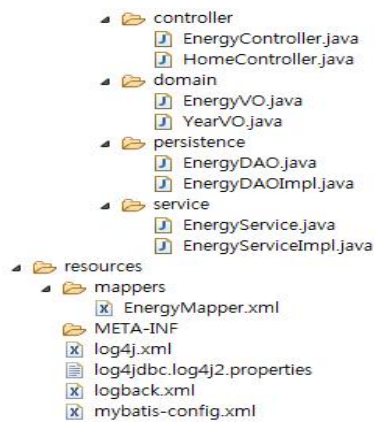 controller
EnergyController.java
HomeController.java
domain
EnergyVO.java
YearVO.java
persistence
EnergyDAO.java
EnergyDAOImpl.java
service
EnergyService.java
EnergyServiceImpl.java
resources
mappers
EnergyMapper.xml
META-INF
log4j.xml
log4jdbc.log4j2.properties
logback.xml
mybatis-config.xml